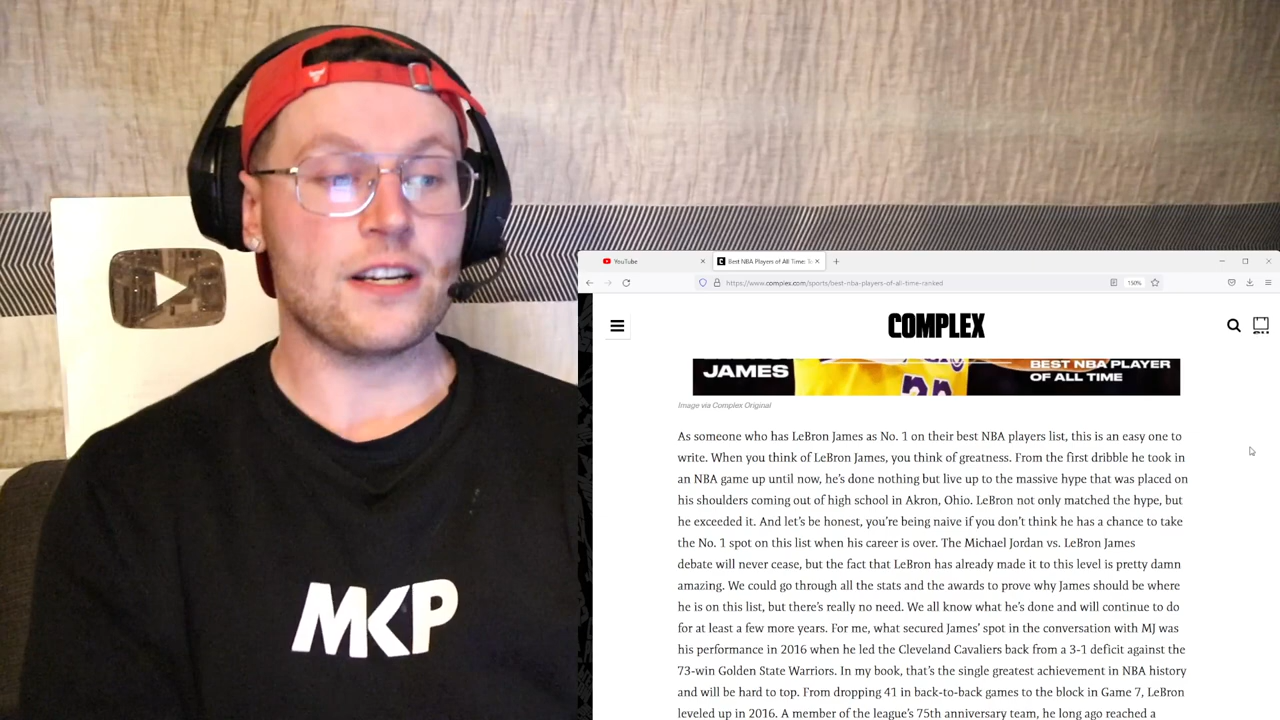 MKP
YouTube
Best NBA Players of All Time: T
https://www.complex.com/sports/best-nba-players-of-all-time-ranked
150%
COMPLEX
JAMES
BEST NBA PLAYER
OF ALL TIME
Image via Complex Original
As someone who has LeBron James as No. 1 on their best NBA players list, this is an easy one to
write. When you think of LeBron James, you think of greatness. From the first dribble he took in
an NBA game up until now, he's done nothing but live up to the massive hype that was placed on
his shoulders coming out of high school in Akron, Ohio. LeBron not only matched the hype, but
he exceeded it. And let's be honest, you're being naive if you don't think he has a chance to take
the No. 1 spot on this list when his career is over. The Michael Jordan vs. LeBron James
debate will never cease, but the fact that LeBron has already made it to this level is pretty damn
amazing. We could go through all the stats and the awards to prove why James should be where
he is on this list, but there's really no need. We all know what he's done and will continue to do
for at least a few more years. For me, what secured James' spot in the conversation with MJ was
his performance in 2016 when he led the Cleveland Cavaliers back from a 3-1 deficit against the
73-win Golden State Warriors. In my book, that's the single greatest achievement in NBA history
and will be hard to top. From dropping 41 in back-to-back games to the block in Game 7, LeBron
leveled up in 2016. A member of the league's 75th anniversary team, he long ago reached a